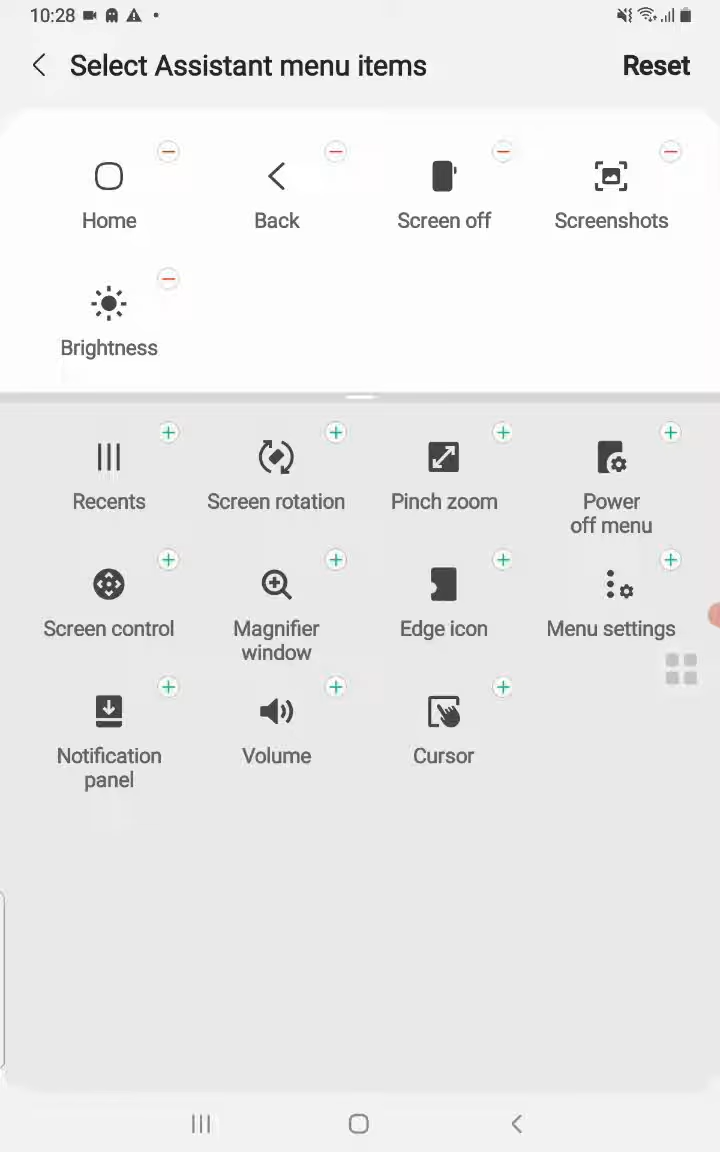 10:28
Select Assistant menu items
Reset
Home
Back
Screen off
Screenshots
Brightness
Recents
Screen rotation
Pinch zoom
Power
off menu
Screen control
Magnifier
window
Edge icon
Menu settings
Notification
panel
Volume
Cursor